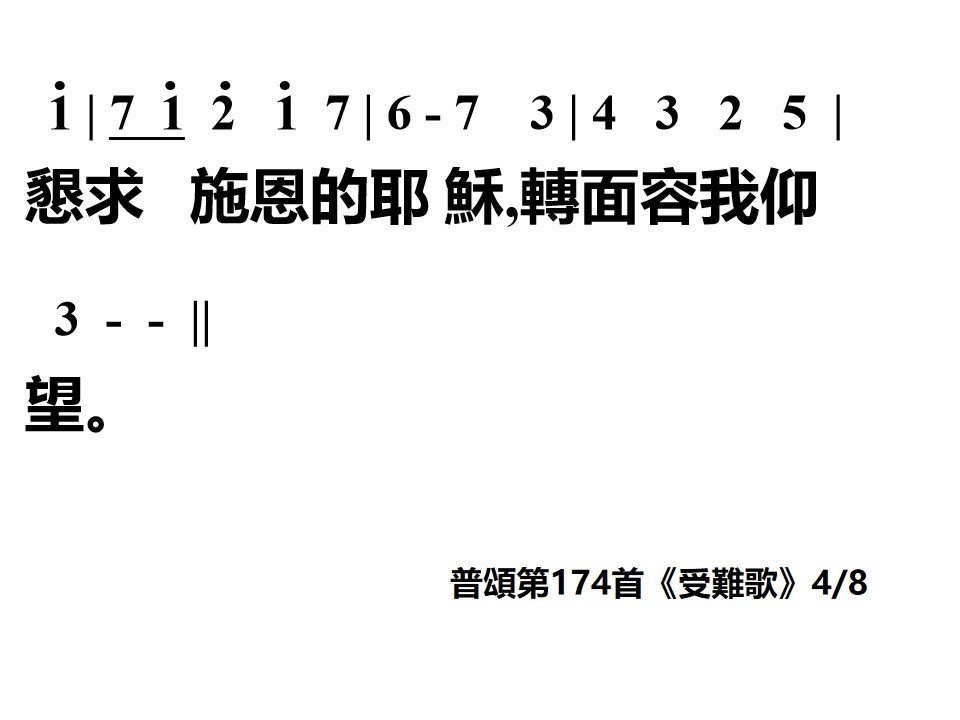 1̇ | 7 1̇ 2̇ 1̇ 7 | 6 - 7 3 | 4 3 2 5 |
懇求 施恩的耶 穌,轉面容我仰
3 - - ||
望。
普頌第174首《受難歌》4/8